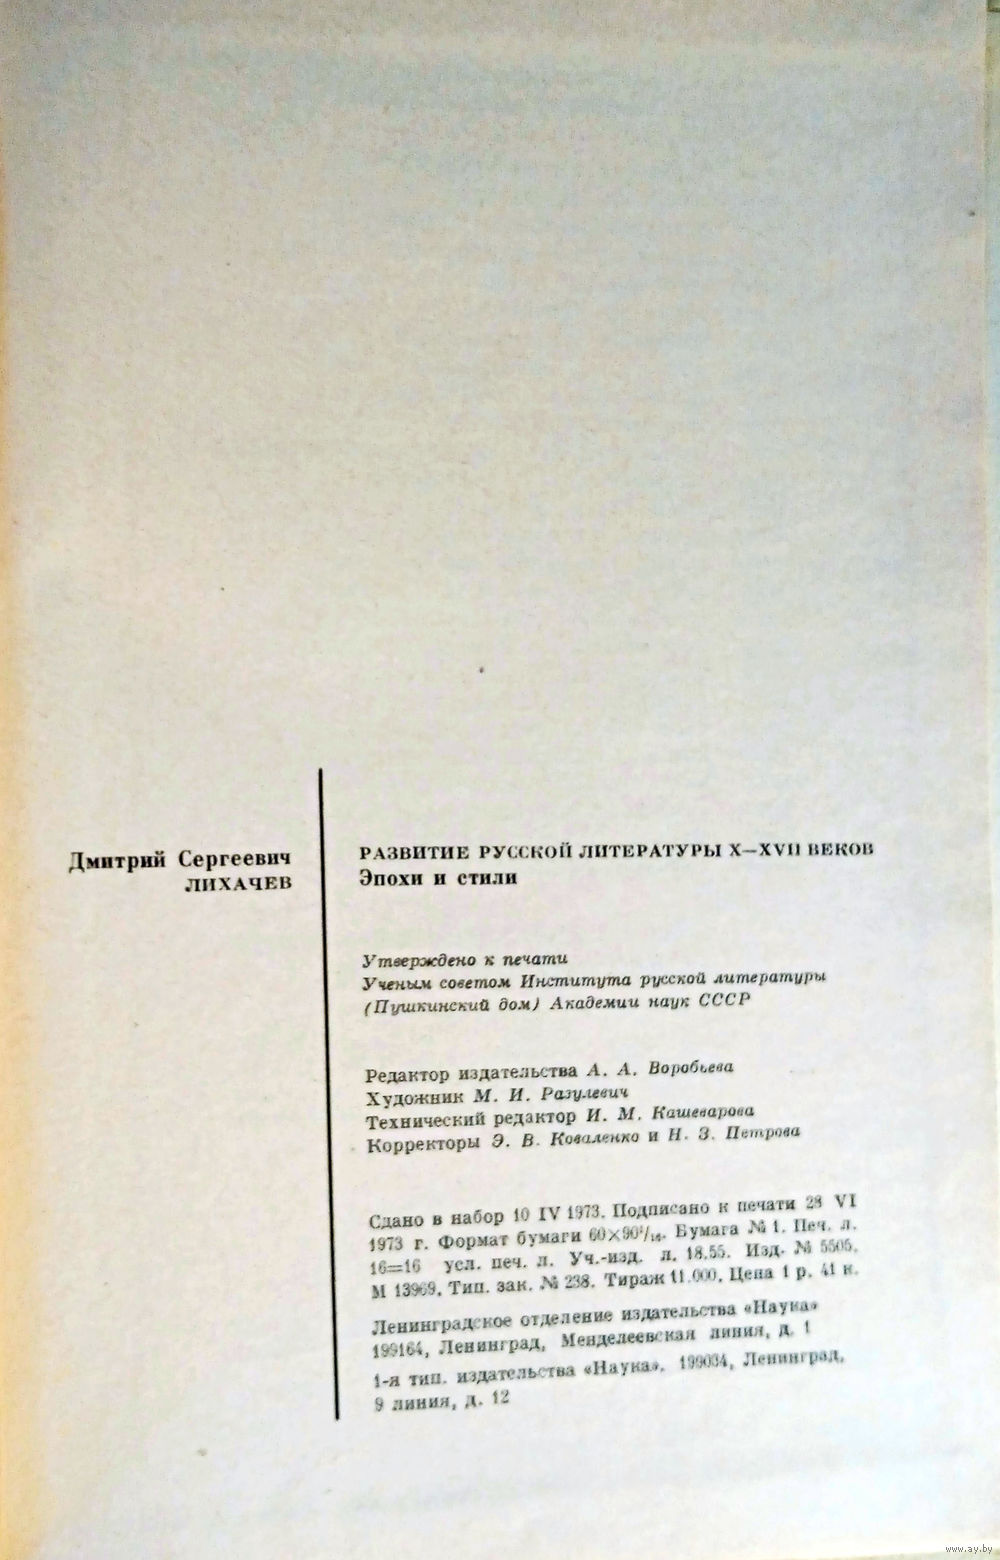 Дмитрий Сергеевич
ЛИХАЧЕВ
РАЗВИТИЕ РУССКОЙ ЛИТЕРАТУРЫ X—XVII ВЕКОВ
Эпохи и стили
Утверждено к печати
Ученым советом Института русской литературы
(Пушкинский дом) Академии наук СССР
Редактор издательства А. А. Воробьева
Художник М. И. Разулевич
Технический редактор И. М. Кашеварова
Корректоры Э. В. Коваленко и Н. З. Петрова
Сдано в набор 10 IV 1973. Подписано к печати 28 VI
1973 г. Формат бумаги 60×90¹/₁₆. Бумага № 1. Печ. л.
16=16 усл. печ. л. Уч.-изд. л. 18.55. Изд. № 5505.
М 13969. Тип. зак. № 238. Тираж 11.000. Цена 1 р. 41 к.
Ленинградское отделение издательства «Наука»
199164, Ленинград, Менделеевская линия, д. 1
1-я тип. издательства «Наука». 199034, Ленинград,
9 линия, д. 12
www.ay.by